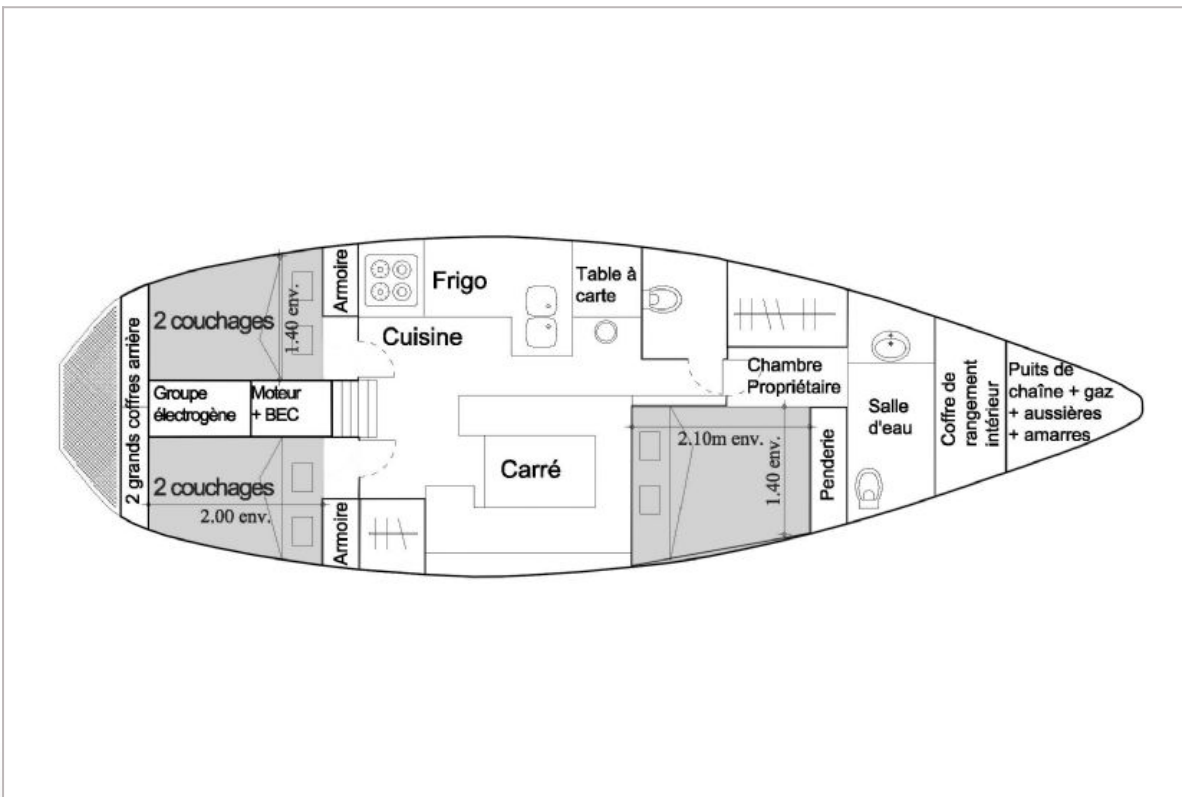 2 grands coffres arrière
2 couchages
1.40 env.
Armoire
Frigo
Cuisine
Table à
carte
Groupe
électrogène
Moteur
+ BEC
2 couchages
2.00 env.
Armoire
Carré
2.10m env.
1.40 env.
Chambre
Propriétaire
Penderie
Salle
d'eau
Coffre de
rangement
intérieur
Puits de
chaîne + gaz
+ aussières
+ amarres